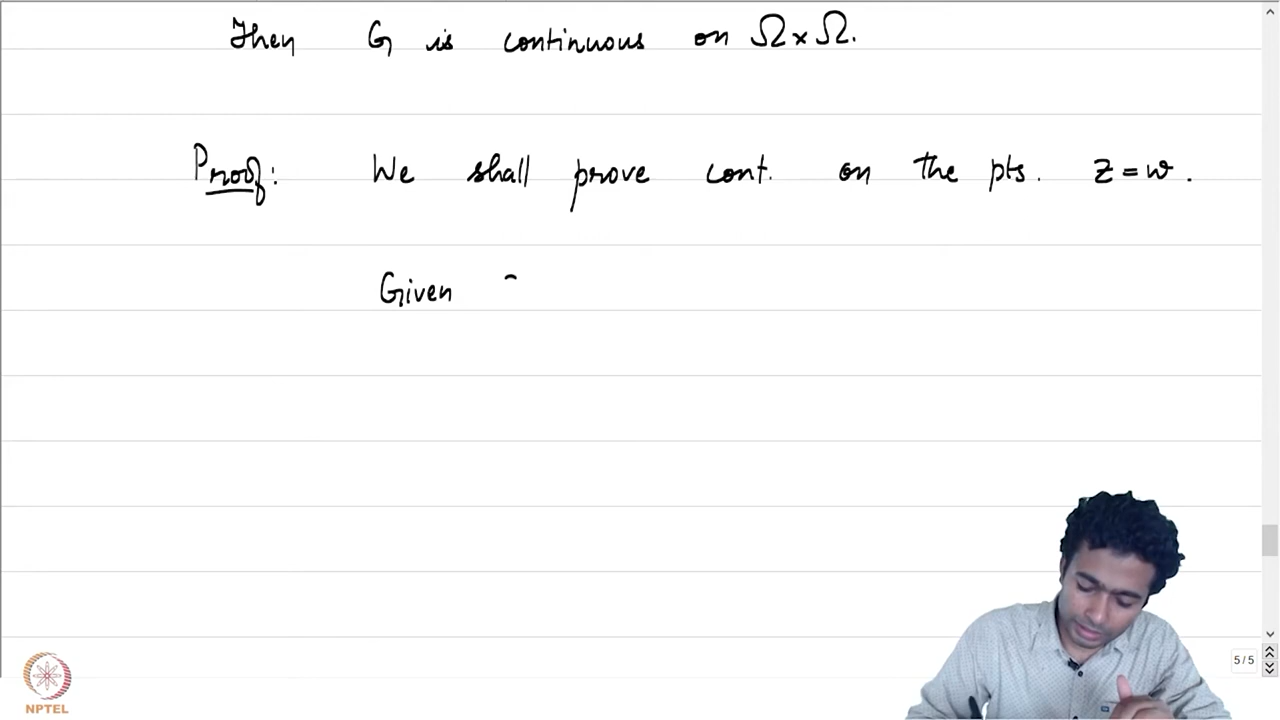 Then G is continuous on Ω×Ω.
Proof: We shall prove cont. on the pts. z = w.
Given
5 / 5
NPTEL